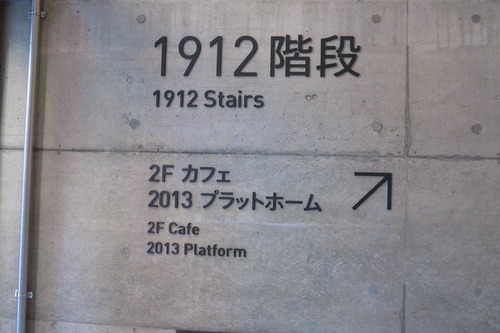 1912階段
1912 Stairs
2F カフェ
2013 プラットホーム
2F Cafe
2013 Platform